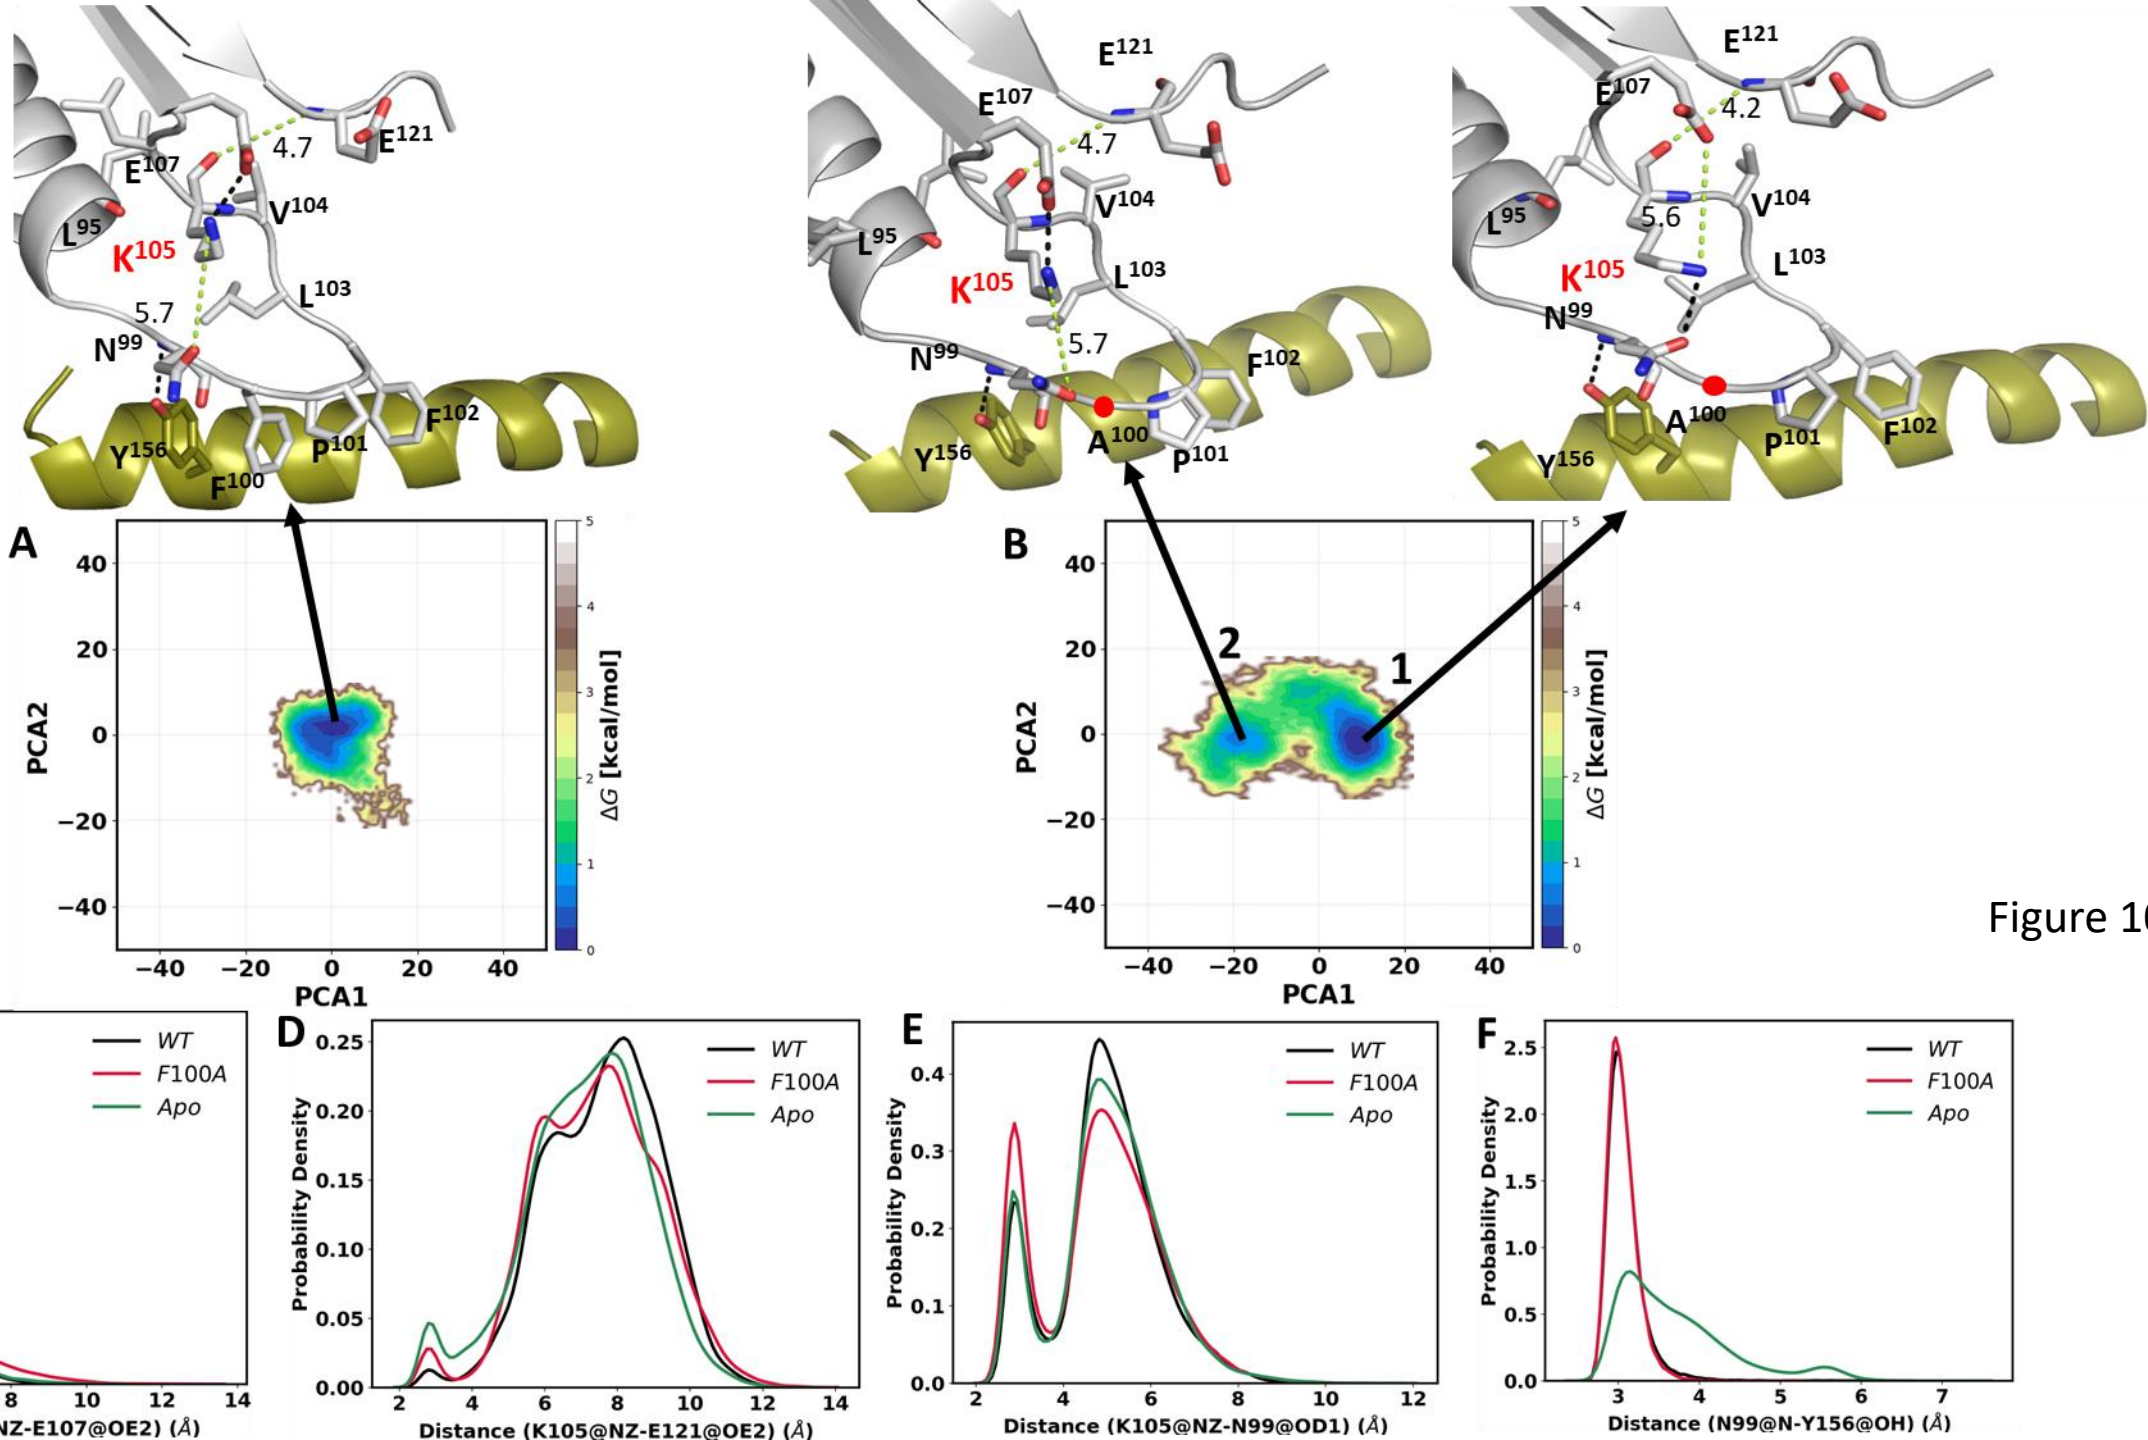 E121
E107
4.7
E121
E107
V104
L95
K105
L103
5.7
N99
F102
P101
Y156
F100
E121
E107
4.7
V104
L95
L103
K105
5.7
N99
F102
A100
P101
Y156
E121
E107
4.2
L95
5.6
V104
L103
K105
N99
A100
F102
P101
Y156
A
40
20
0
−20
−40
PCA2
−40 −20 0 20 40
PCA1
5
4
3
2
1
0
ΔG [kcal/mol]
B
2
1
40
20
0
−20
−40
PCA2
−40 −20 0 20 40
PCA1
5
4
3
2
1
0
ΔG [kcal/mol]
Figure 10
WT
F100A
Apo
8 10 12 14
NZ-E107@OE2) (Å)
D
0.25
0.20
0.15
0.10
0.05
0.00
Probability Density
WT
F100A
Apo
2 4 6 8 10 12 14
Distance (K105@NZ-E121@OE2) (Å)
E
0.4
0.3
0.2
0.1
0.0
Probability Density
WT
F100A
Apo
2 4 6 8 10 12
Distance (K105@NZ-N99@OD1) (Å)
F
2.5
2.0
1.5
1.0
0.5
0.0
Probability Density
WT
F100A
Apo
3 4 5 6 7
Distance (N99@N-Y156@OH) (Å)